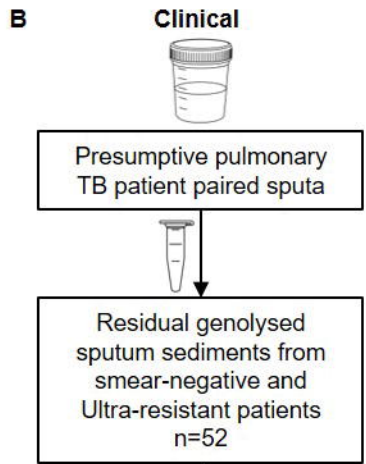 B
Clinical
Presumptive pulmonary
TB patient paired sputa
Residual genolysed
sputum sediments from
smear-negative and
Ultra-resistant patients
n=52